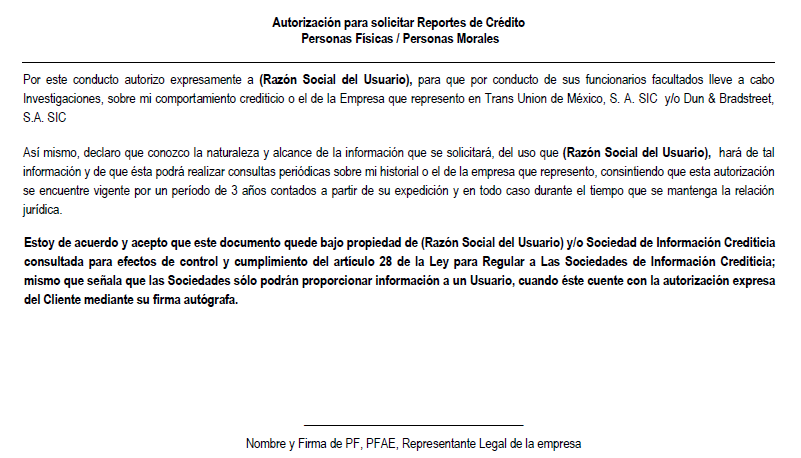 Autorización para solicitar Reportes de Crédito
Personas Físicas / Personas Morales
Por este conducto autorizo expresamente a (Razón Social del Usuario), para que por conducto de sus funcionarios facultados lleve a cabo
Investigaciones, sobre mi comportamiento crediticio o el de la Empresa que represento en Trans Union de México, S. A. SIC y/o Dun & Bradstreet,
S.A. SIC
Así mismo, declaro que conozco la naturaleza y alcance de la información que se solicitará, del uso que (Razón Social del Usuario), hará de tal
información y de que ésta podrá realizar consultas periódicas sobre mi historial o el de la empresa que represento, consintiendo que esta autorización
se encuentre vigente por un período de 3 años contados a partir de su expedición y en todo caso durante el tiempo que se mantenga la relación
jurídica.
Estoy de acuerdo y acepto que este documento quede bajo propiedad de (Razón Social del Usuario) y/o Sociedad de Información Crediticia
consultada para efectos de control y cumplimiento del artículo 28 de la Ley para Regular a Las Sociedades de Información Crediticia;
mismo que señala que las Sociedades sólo podrán proporcionar información a un Usuario, cuando éste cuente con la autorización expresa
del Cliente mediante su firma autógrafa.
Nombre y Firma de PF, PFAE, Representante Legal de la empresa